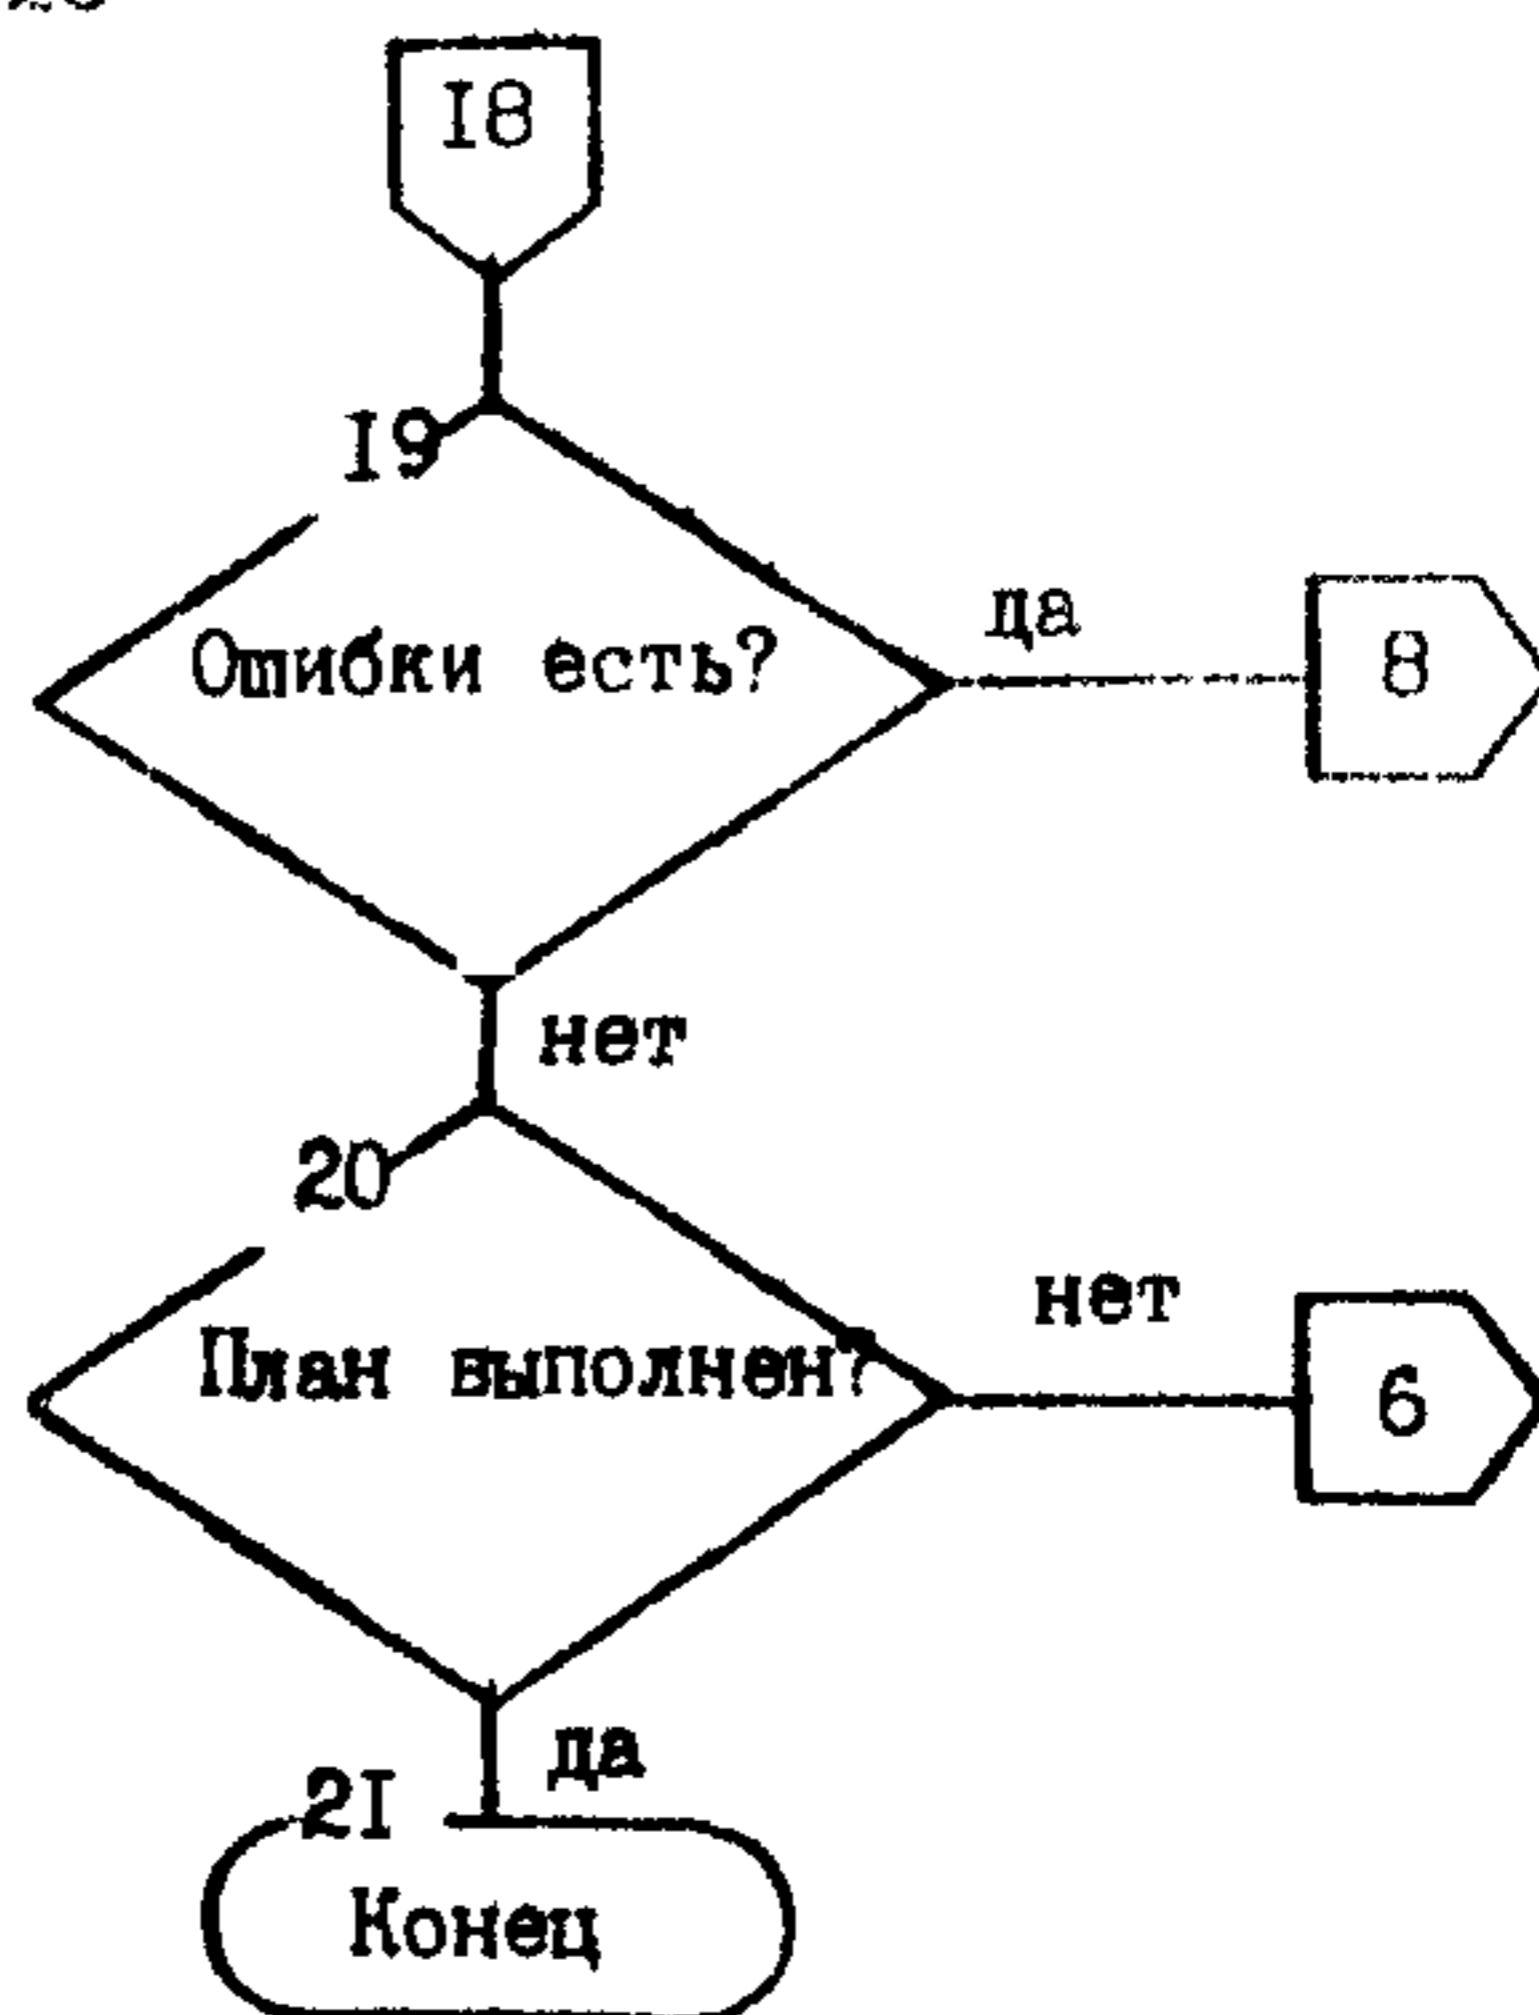 I8
I9
Ошибки есть?
да
8
нет
20
План выполнен?
нет
6
да
2I
Конец